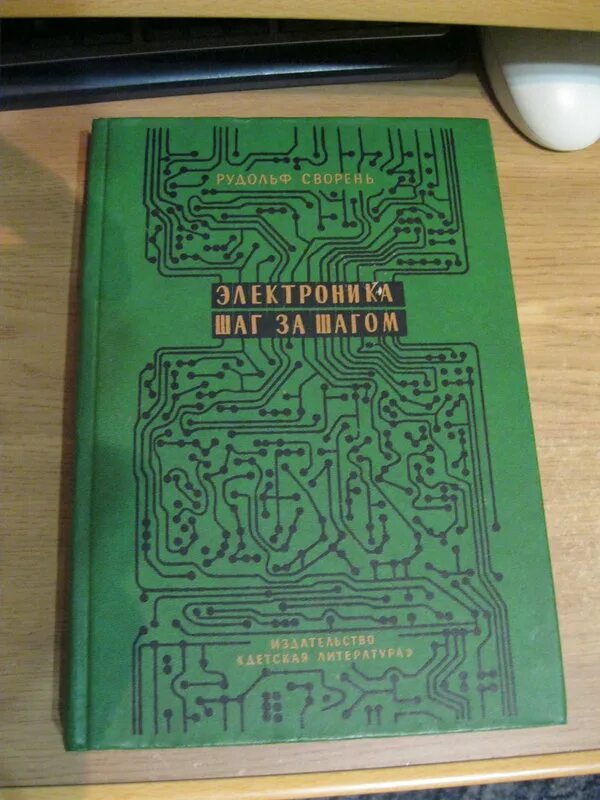 РУДОЛЬФ СВОРЕНЬ
ЭЛЕКТРОНИКА
ШАГ ЗА ШАГОМ
ИЗДАТЕЛЬСТВО
«ДЕТСКАЯ ЛИТЕРАТУРА»